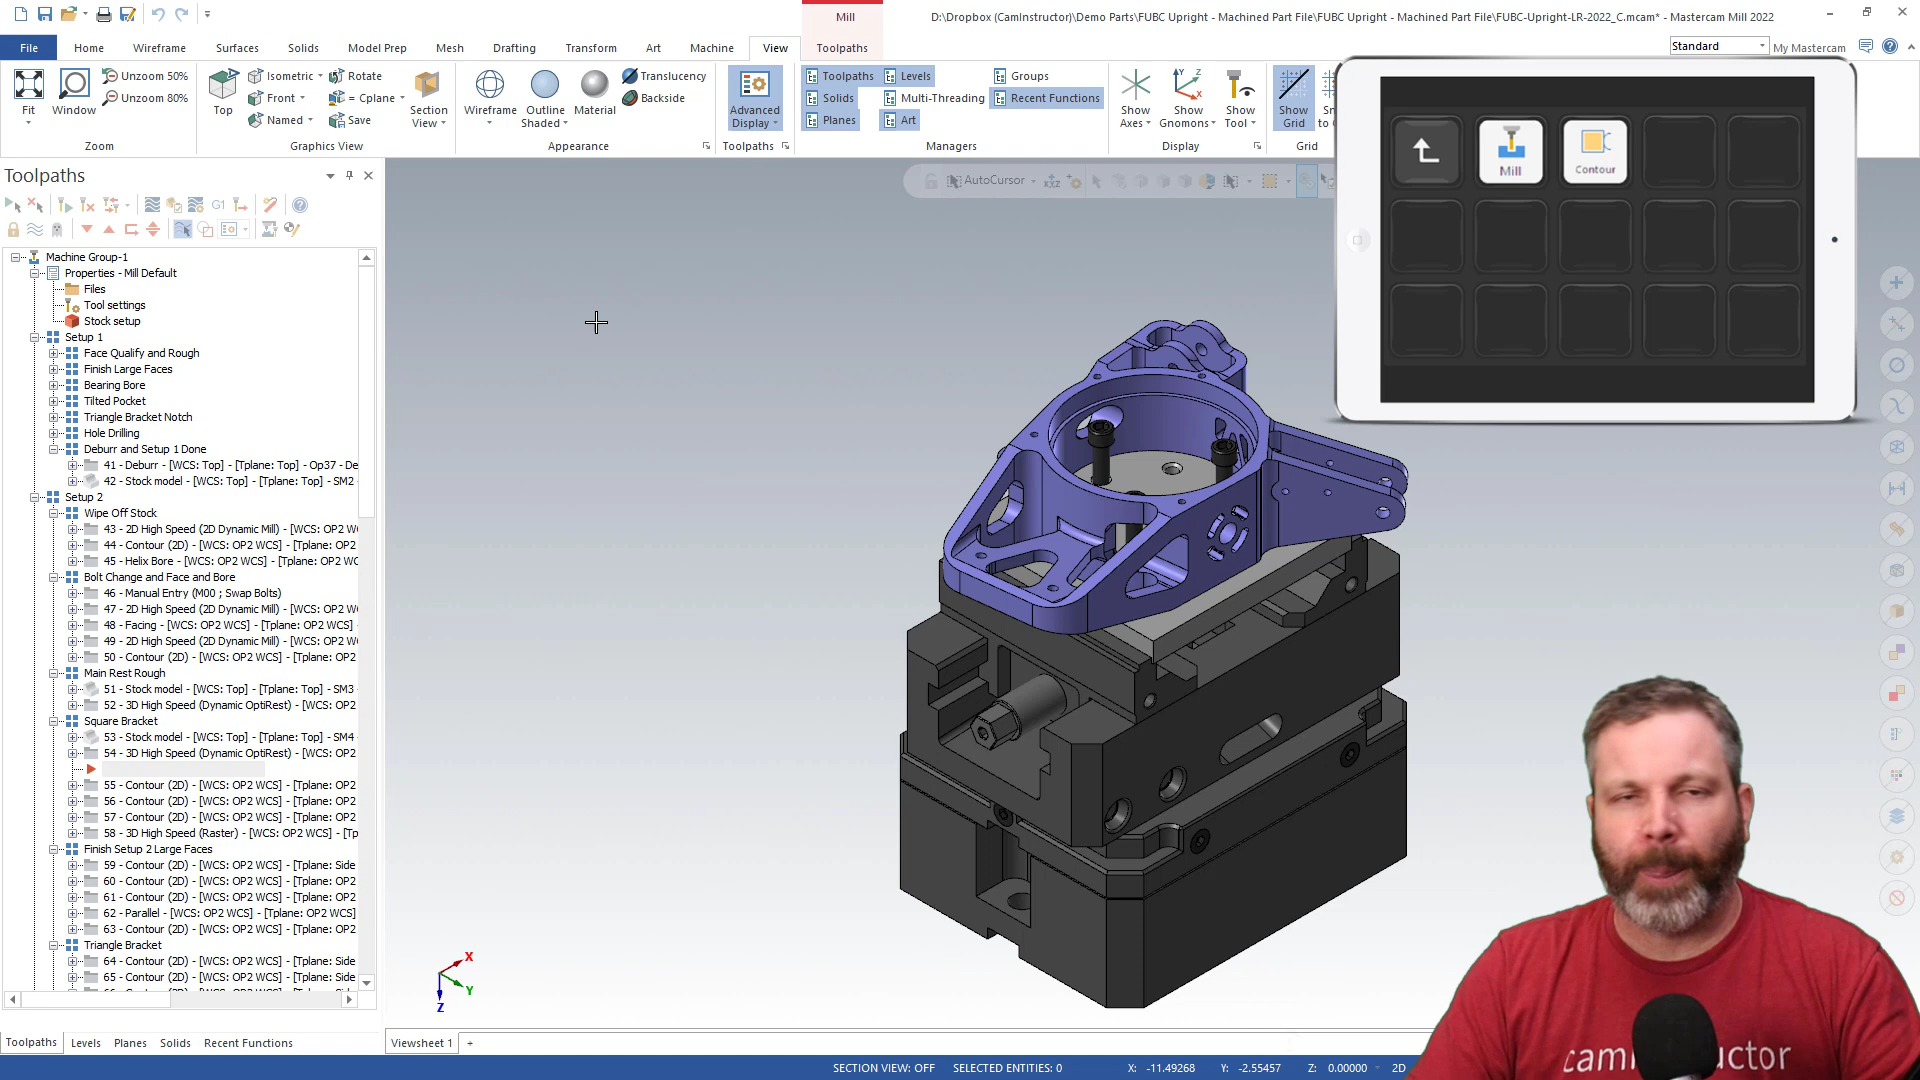 Mill
D:\Dropbox (CamInstructor)\Demo Parts\FUBC Upright - Machined Part File\FUBC Upright - Machined Part File\FUBC-Upright-LR-2022_C.mcam* - Mastercam Mill 2022
File Home Wireframe Surfaces Solids Model Prep Mesh Drafting Transform Art Machine View Toolpaths
Standard My Mastercam
Fit Window Unzoom 50% Unzoom 80%
Zoom
Top Isometric Front Named Rotate = Cplane Save Section View
Graphics View
Wireframe Outline Shaded Material Translucency Backside
Appearance
Advanced Display
Toolpaths
Toolpaths Levels Groups
Solids Multi-Threading Recent Functions
Planes Art
Managers
Show Axes Show Gnomons Show Tool
Display
Show Grid
Grid
Toolpaths
AutoCursor
G1
Mill Contour
Machine Group-1
Properties - Mill Default
Files
Tool settings
Stock setup
Setup 1
Face Qualify and Rough
Finish Large Faces
Bearing Bore
Tilted Pocket
Triangle Bracket Notch
Hole Drilling
Deburr and Setup 1 Done
41 - Deburr - [WCS: Top] - [Tplane: Top] - Op37 - De
42 - Stock model - [WCS: Top] - [Tplane: Top] - SM2
Setup 2
Wipe Off Stock
43 - 2D High Speed (2D Dynamic Mill) - [WCS: OP2 W
44 - Contour (2D) - [WCS: OP2 WCS] - [Tplane: OP2
45 - Helix Bore - [WCS: OP2 WCS] - [Tplane: OP2 WC
Bolt Change and Face and Bore
46 - Manual Entry (M00 ; Swap Bolts)
47 - 2D High Speed (2D Dynamic Mill) - [WCS: OP2 W
48 - Facing - [WCS: OP2 WCS] - [Tplane: OP2 WCS]
49 - 2D High Speed (2D Dynamic Mill) - [WCS: OP2 W
50 - Contour (2D) - [WCS: OP2 WCS] - [Tplane: OP2
Main Rest Rough
51 - Stock model - [WCS: Top] - [Tplane: Top] - SM3
52 - 3D High Speed (Dynamic OptiRest) - [WCS: OP2
Square Bracket
53 - Stock model - [WCS: Top] - [Tplane: Top] - SM4
54 - 3D High Speed (Dynamic OptiRest) - [WCS: OP2
55 - Contour (2D) - [WCS: OP2 WCS] - [Tplane: OP2
56 - Contour (2D) - [WCS: OP2 WCS] - [Tplane: OP2
57 - Contour (2D) - [WCS: OP2 WCS] - [Tplane: OP2
58 - 3D High Speed (Raster) - [WCS: OP2 WCS] - [Tp
Finish Setup 2 Large Faces
59 - Contour (2D) - [WCS: OP2 WCS] - [Tplane: Side
60 - Contour (2D) - [WCS: OP2 WCS] - [Tplane: OP2
61 - Contour (2D) - [WCS: OP2 WCS] - [Tplane: OP2
62 - Parallel - [WCS: OP2 WCS] - [Tplane: OP2 WCS]
63 - Contour (2D) - [WCS: OP2 WCS] - [Tplane: OP2
Triangle Bracket
64 - Contour (2D) - [WCS: OP2 WCS] - [Tplane: Side
65 - Contour (2D) - [WCS: OP2 WCS] - [Tplane: Side
X
Y
Z
Toolpaths Levels Planes Solids Recent Functions
Viewsheet 1 +
SECTION VIEW: OFF SELECTED ENTITIES: 0 X: -11.49268 Y: -2.55457 Z: 0.00000 2D